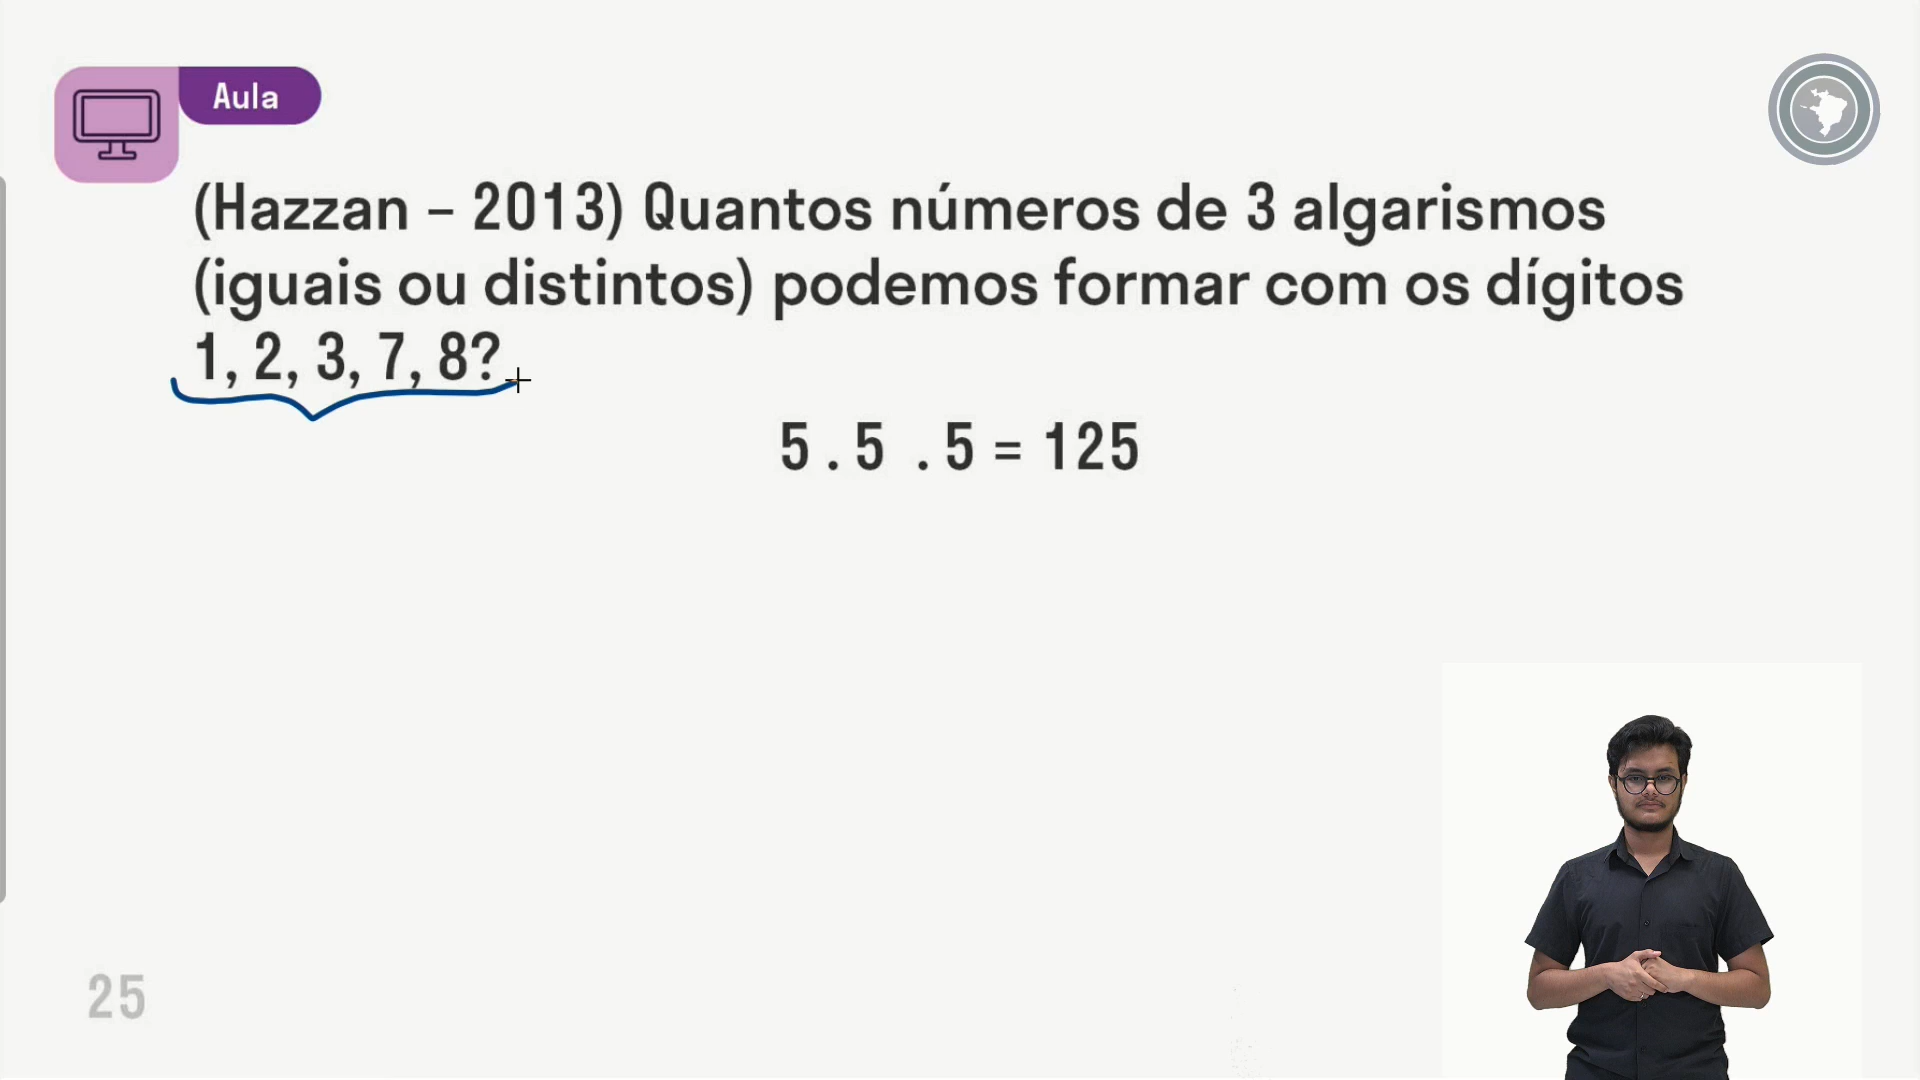 Aula
(Hazzan – 2013) Quantos números de 3 algarismos
(iguais ou distintos) podemos formar com os dígitos
1, 2, 3, 7, 8?
5 . 5 . 5 = 125
25